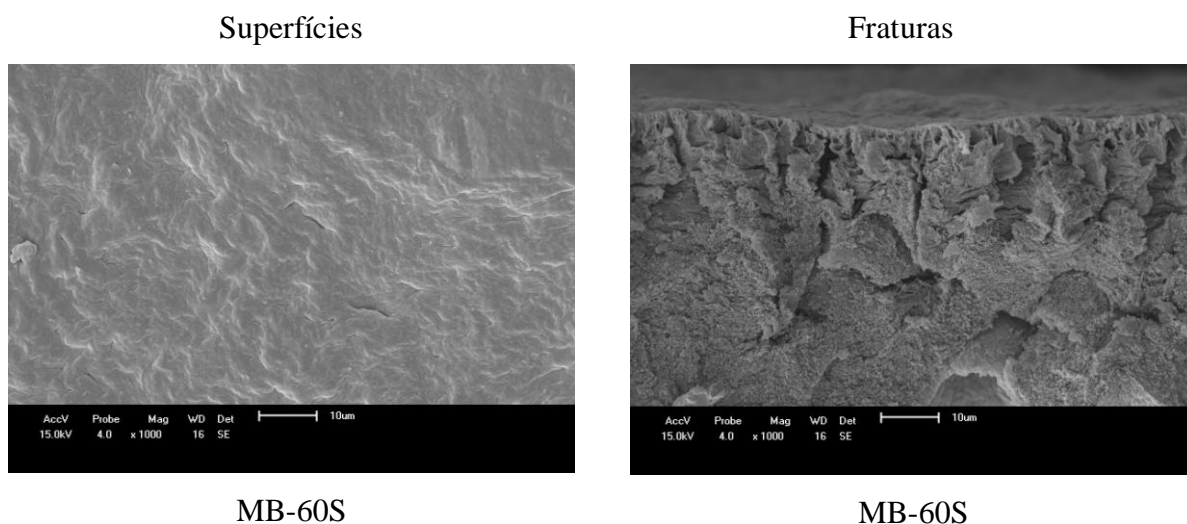 Superfícies
Fraturas
AccV Probe Mag WD Det 10um
15.0kV 4.0 x 1000 16 SE
AccV Probe Mag WD Det 10um
15.0kV 4.0 x 1000 16 SE
MB-60S
MB-60S